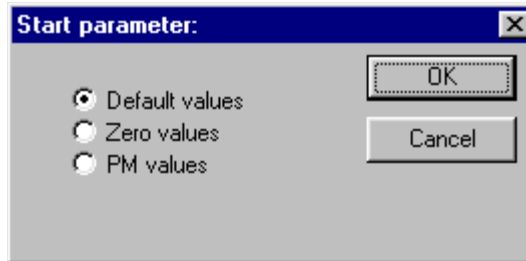 Start parameter:
Default values
Zero values
PM values
OK
Cancel